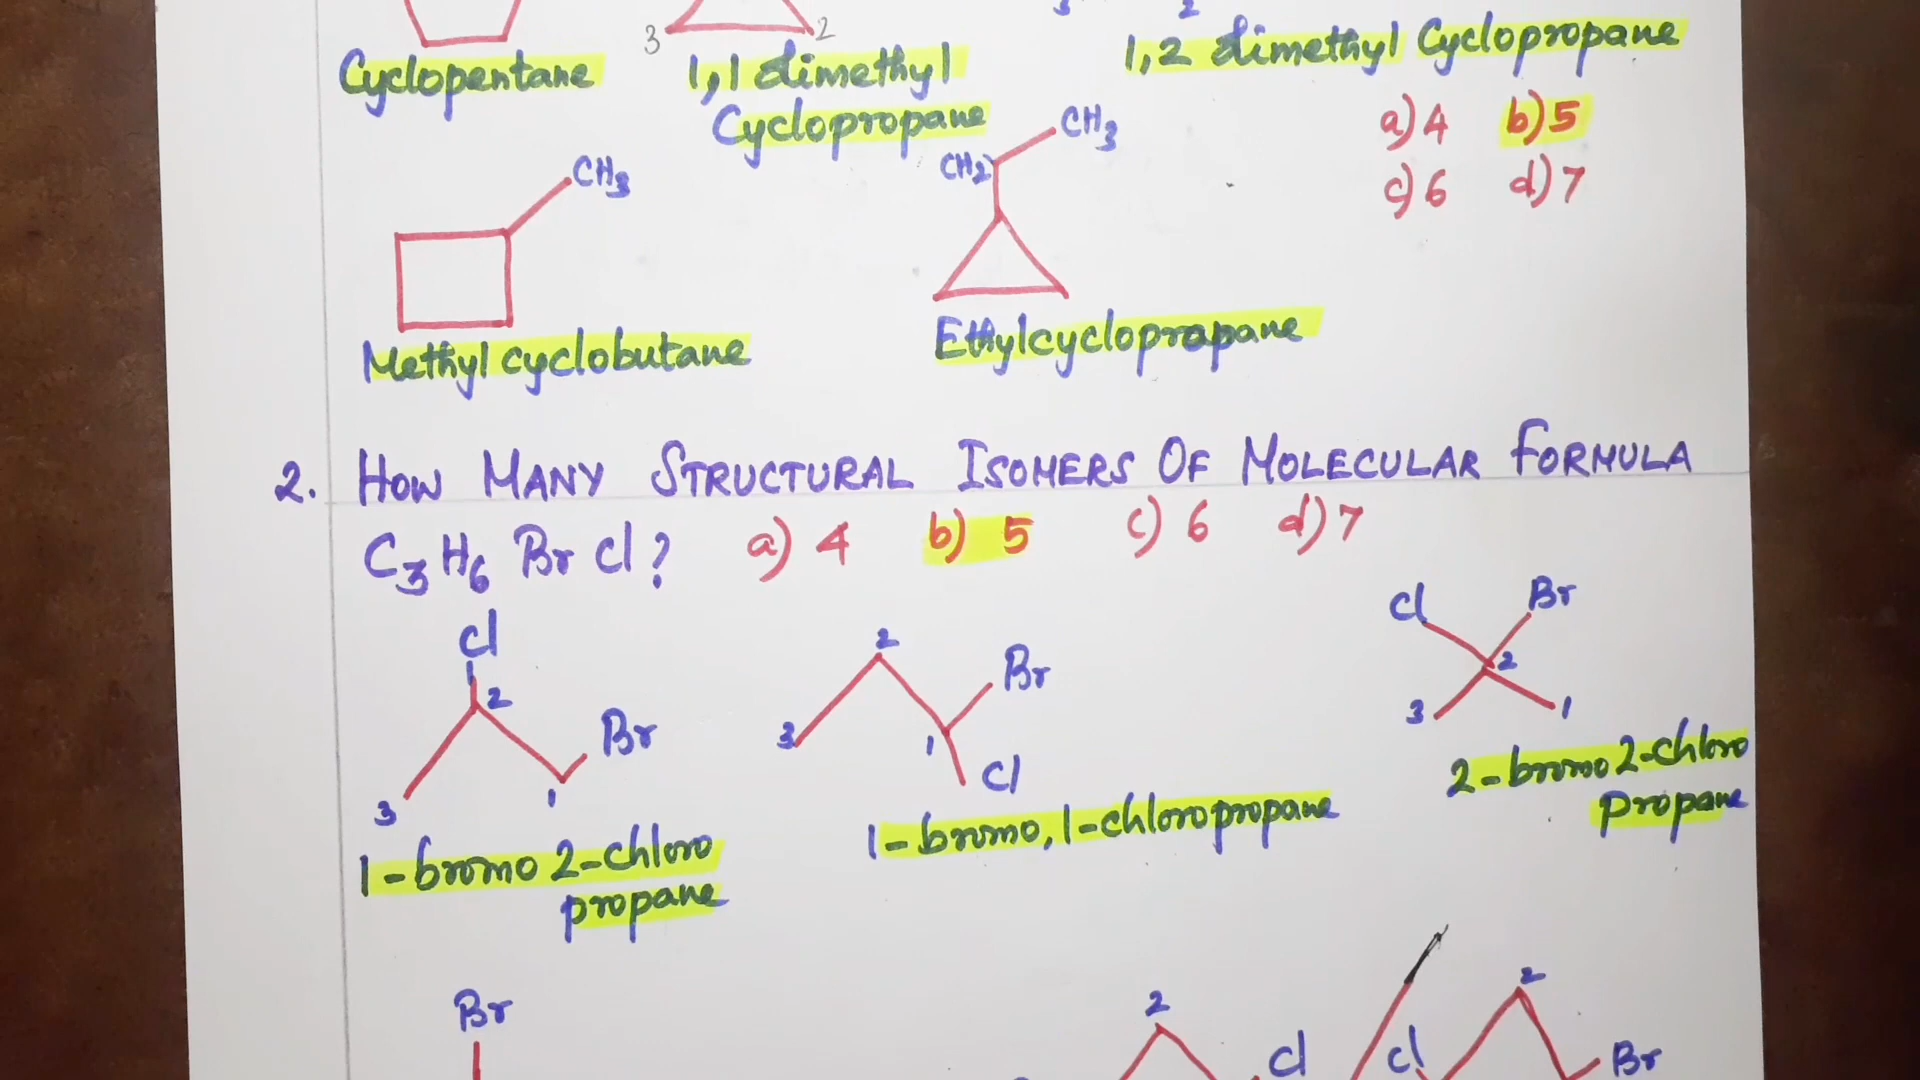 3 2
3 2
Cyclopentane
1,1 dimethyl
Cyclopropane
1,2 dimethyl Cyclopropane
a) 4 b) 5
c) 6 d) 7
CH3
CH2
CH3
Methyl cyclobutane
Ethylcyclopropane
2. HOW MANY STRUCTURAL ISOMERS OF MOLECULAR FORMULA
C3H6 Br Cl? a) 4 b) 5 c) 6 d) 7
Cl
2
Br
3 1
1-bromo 2-chloro
propane
2
Br
3 1
Cl
1-bromo, 1-chloropropane
Cl Br
2
3 1
2-bromo 2-chloro
propane
Br
2
Cl
2
Cl Br